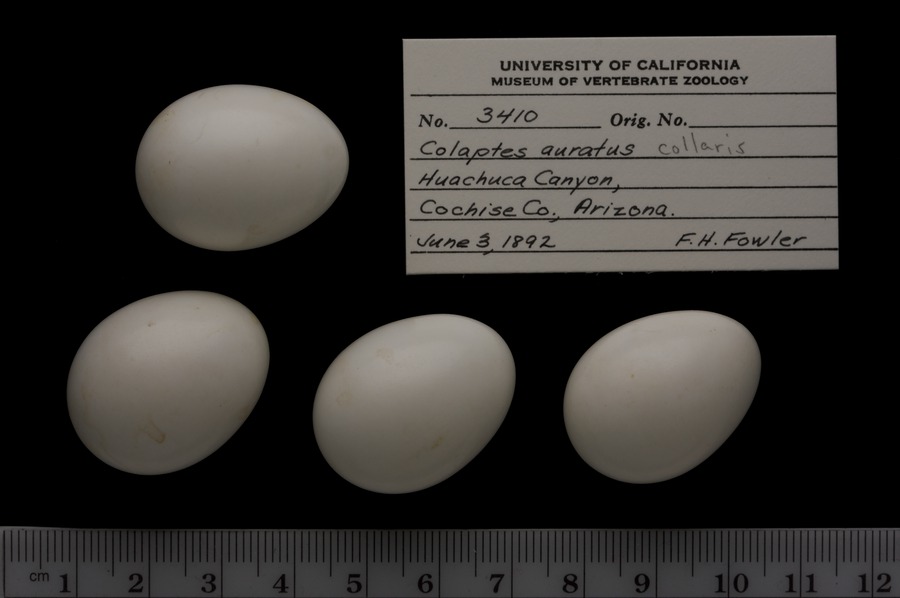 UNIVERSITY OF CALIFORNIA
MUSEUM OF VERTEBRATE ZOOLOGY
No. 3410 Orig. No.
Colaptes auratus collaris
Huachuca Canyon,
Cochise Co., Arizona.
June 3, 1892 F.H. Fowler
cm 1 2 3 4 5 6 7 8 9 10 11 12